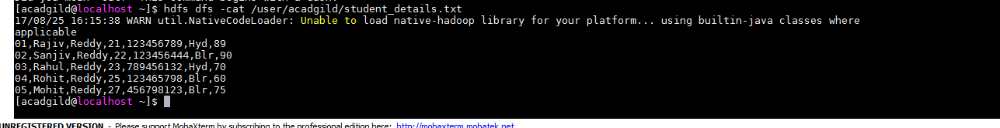 [acadgild@localhost ~]$ hdfs dfs -cat /user/acadgild/student_details.txt
17/08/25 16:15:38 WARN util.NativeCodeLoader: Unable to load native-hadoop library for your platform... using builtin-java classes where
applicable
01,Rajiv,Reddy,21,123456789,Hyd,89
02,Sanjiv,Reddy,22,123456444,Blr,90
03,Rahul,Reddy,23,789456132,Hyd,70
04,Rohit,Reddy,25,123465798,Blr,60
05,Mohit,Reddy,27,456798123,Blr,75
[acadgild@localhost ~]$
UNREGISTERED VERSION - Please support MobaXterm by subscribing to the professional edition here: http://mobaxterm.mobatek.net